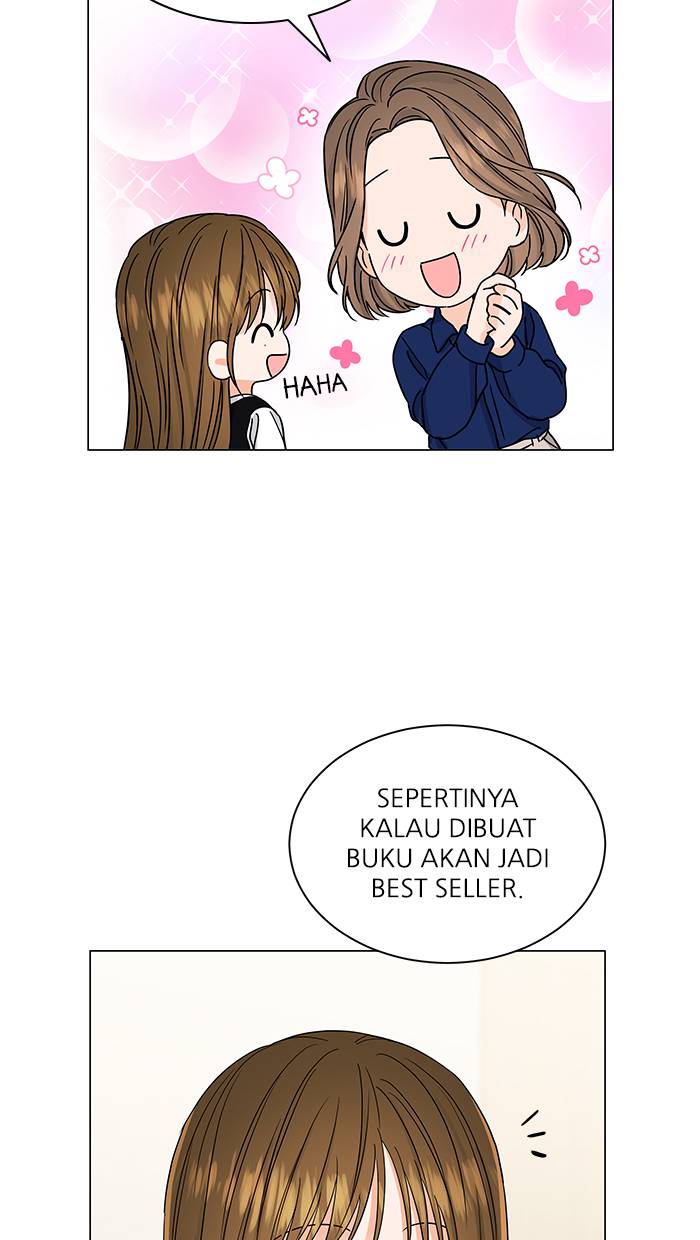 HAHA
SEPERTINYA
KALAU DIBUAT
BUKU AKAN JADI
BEST SELLER.